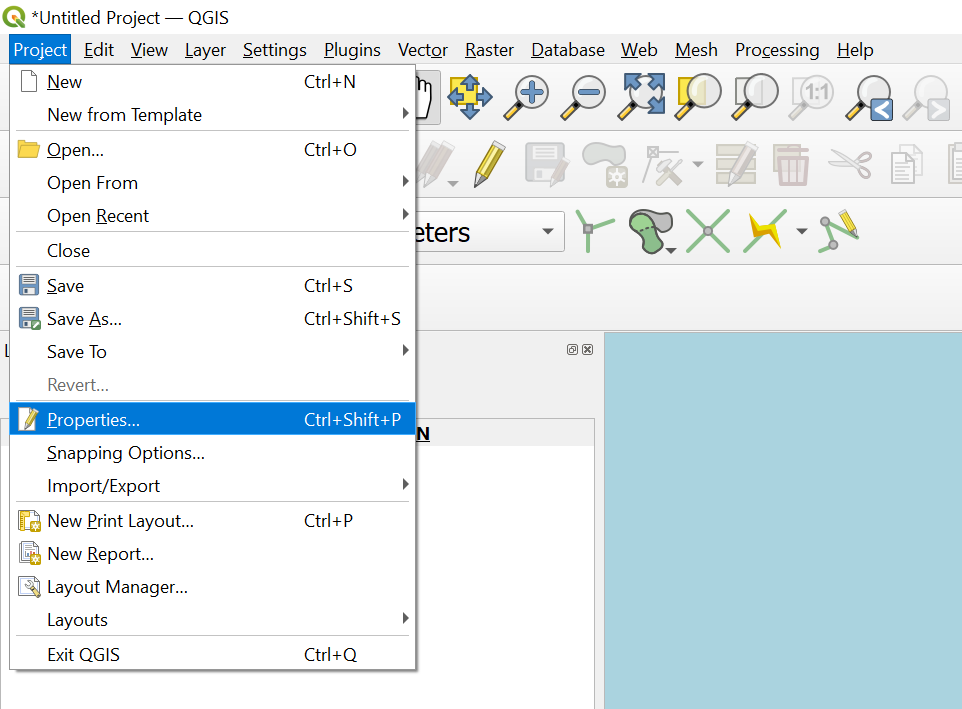 *Untitled Project — QGIS
Project Edit View Layer Settings Plugins Vector Raster Database Web Mesh Processing Help
New Ctrl+N
New from Template
Open... Ctrl+O
Open From
Open Recent
Close
Save Ctrl+S
Save As... Ctrl+Shift+S
Save To
Revert...
Properties... Ctrl+Shift+P
Snapping Options...
Import/Export
New Print Layout... Ctrl+P
New Report...
Layout Manager...
Layouts
Exit QGIS Ctrl+Q
1:1
eters
N